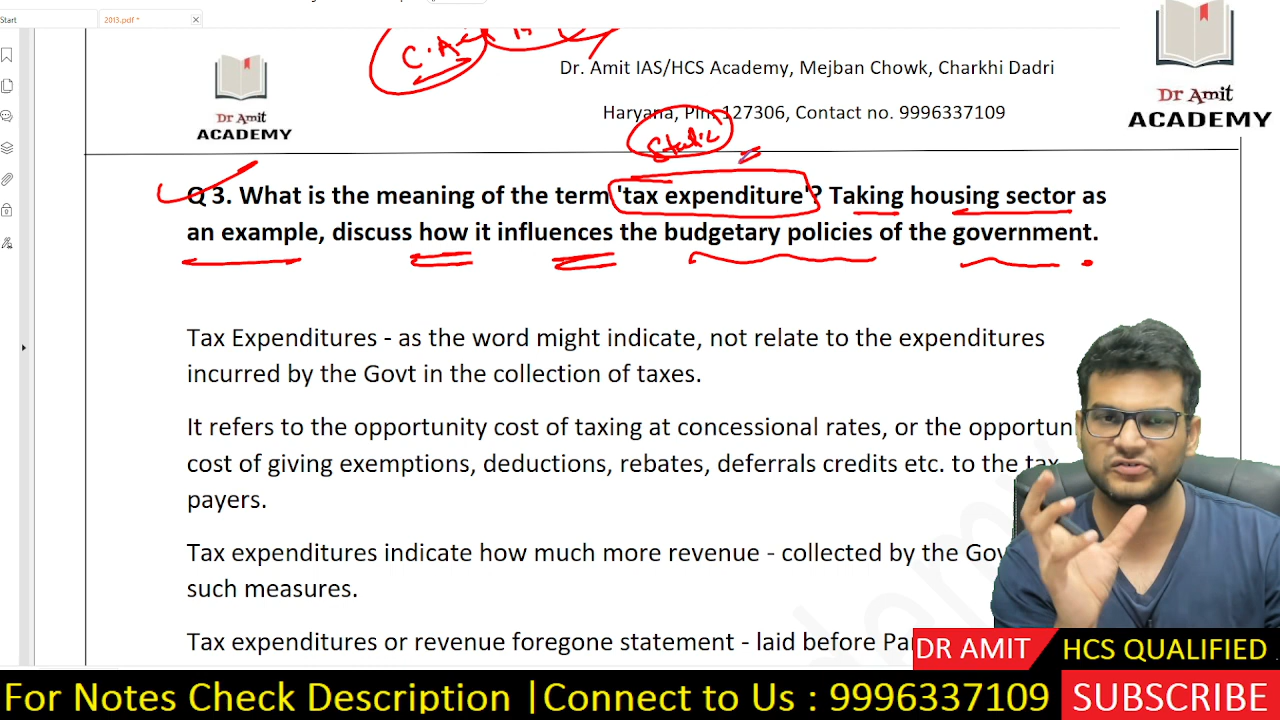 Start
2013.pdf *
C.A
Dr. Amit IAS/HCS Academy, Mejban Chowk, Charkhi Dadri
Haryana, Pin: 127306, Contact no. 9996337109
Dr Amit
ACADEMY
Dr Amit
ACADEMY
Static
Q 3. What is the meaning of the term 'tax expenditure'? Taking housing sector as
an example, discuss how it influences the budgetary policies of the government.
Tax Expenditures - as the word might indicate, not relate to the expenditures
incurred by the Govt in the collection of taxes.
It refers to the opportunity cost of taxing at concessional rates, or the opportun
cost of giving exemptions, deductions, rebates, deferrals credits etc. to the tax
payers.
Tax expenditures indicate how much more revenue - collected by the Gov
such measures.
Tax expenditures or revenue foregone statement - laid before Par
DR AMIT HCS QUALIFIED
For Notes Check Description |Connect to Us : 9996337109 SUBSCRIBE